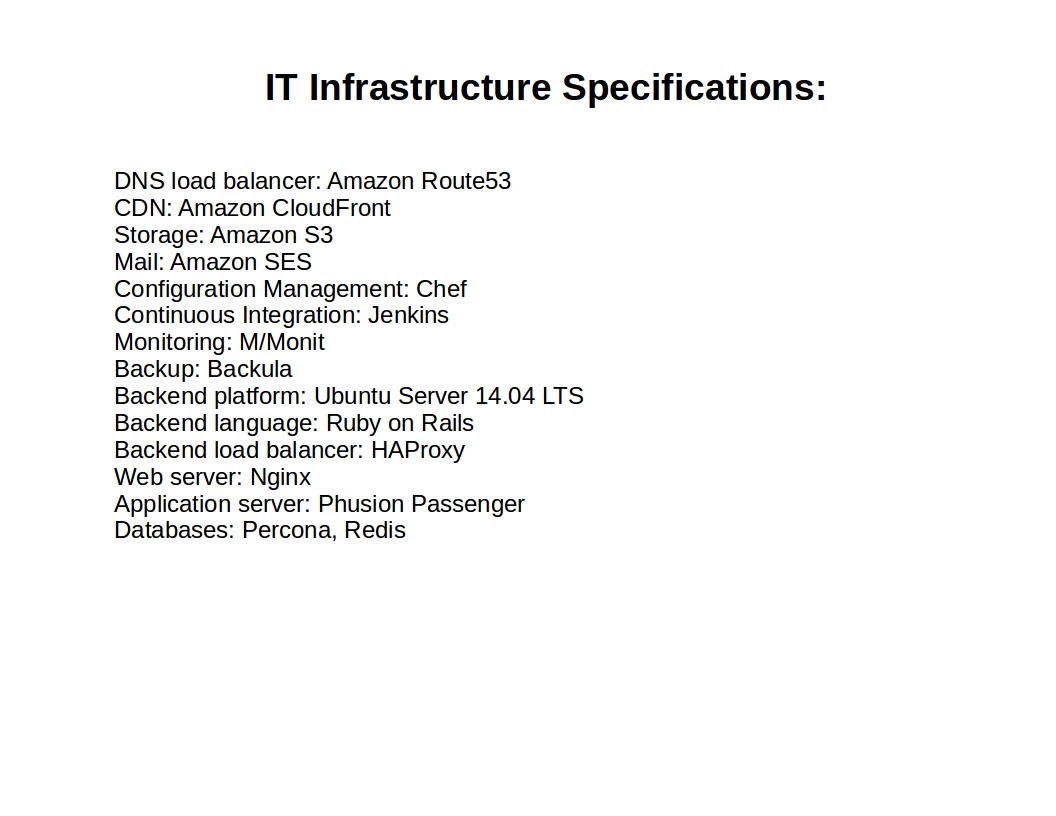 IT Infrastructure Specifications:
DNS load balancer: Amazon Route53
CDN: Amazon CloudFront
Storage: Amazon S3
Mail: Amazon SES
Configuration Management: Chef
Continuous Integration: Jenkins
Monitoring: M/Monit
Backup: Backula
Backend platform: Ubuntu Server 14.04 LTS
Backend language: Ruby on Rails
Backend load balancer: HAProxy
Web server: Nginx
Application server: Phusion Passenger
Databases: Percona, Redis